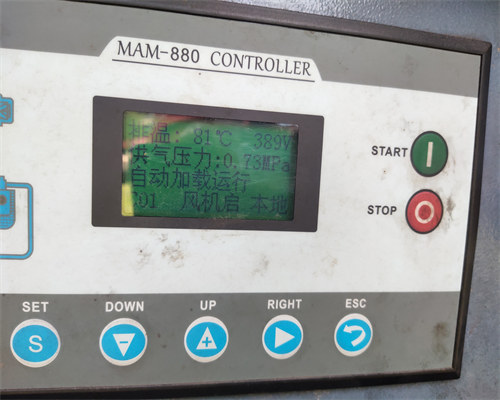 MAM-880 CONTROLLER
排温: 81℃ 389V
供气压力:0.73MPa
自动加载运行
风机启 本地
START
STOP
SET DOWN UP RIGHT ESC
S